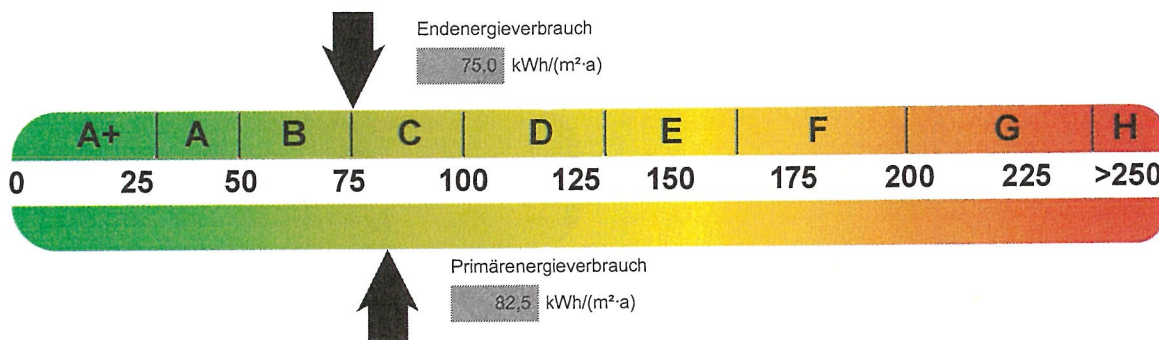 Endenergieverbrauch
75,0 kWh/(m²·a)
A+ A B C D E F G H
0 25 50 75 100 125 150 175 200 225 >250
Primärenergieverbrauch
82,5 kWh/(m²·a)